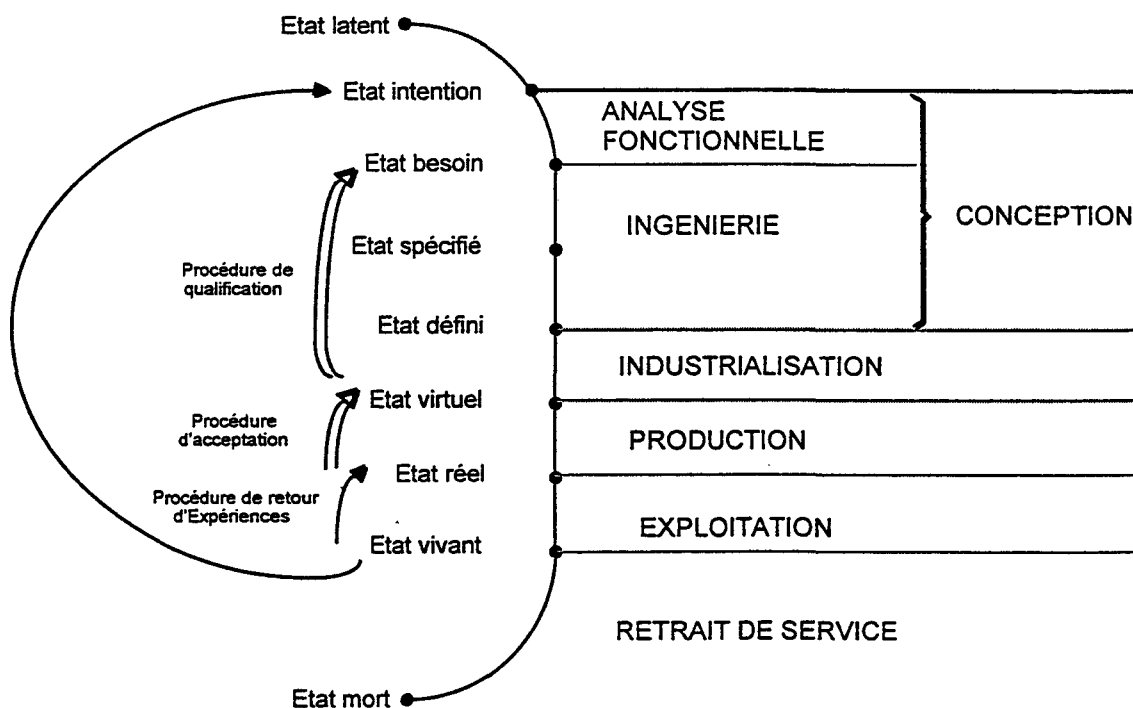 Etat latent
Etat intention
ANALYSE
FONCTIONNELLE
Etat besoin
INGENIERIE
CONCEPTION
Etat spécifié
Procédure de
qualification
Etat défini
INDUSTRIALISATION
Etat virtuel
Procédure
d'acceptation
PRODUCTION
Etat réel
Procédure de retour
d'Expériences
EXPLOITATION
Etat vivant
RETRAIT DE SERVICE
Etat mort